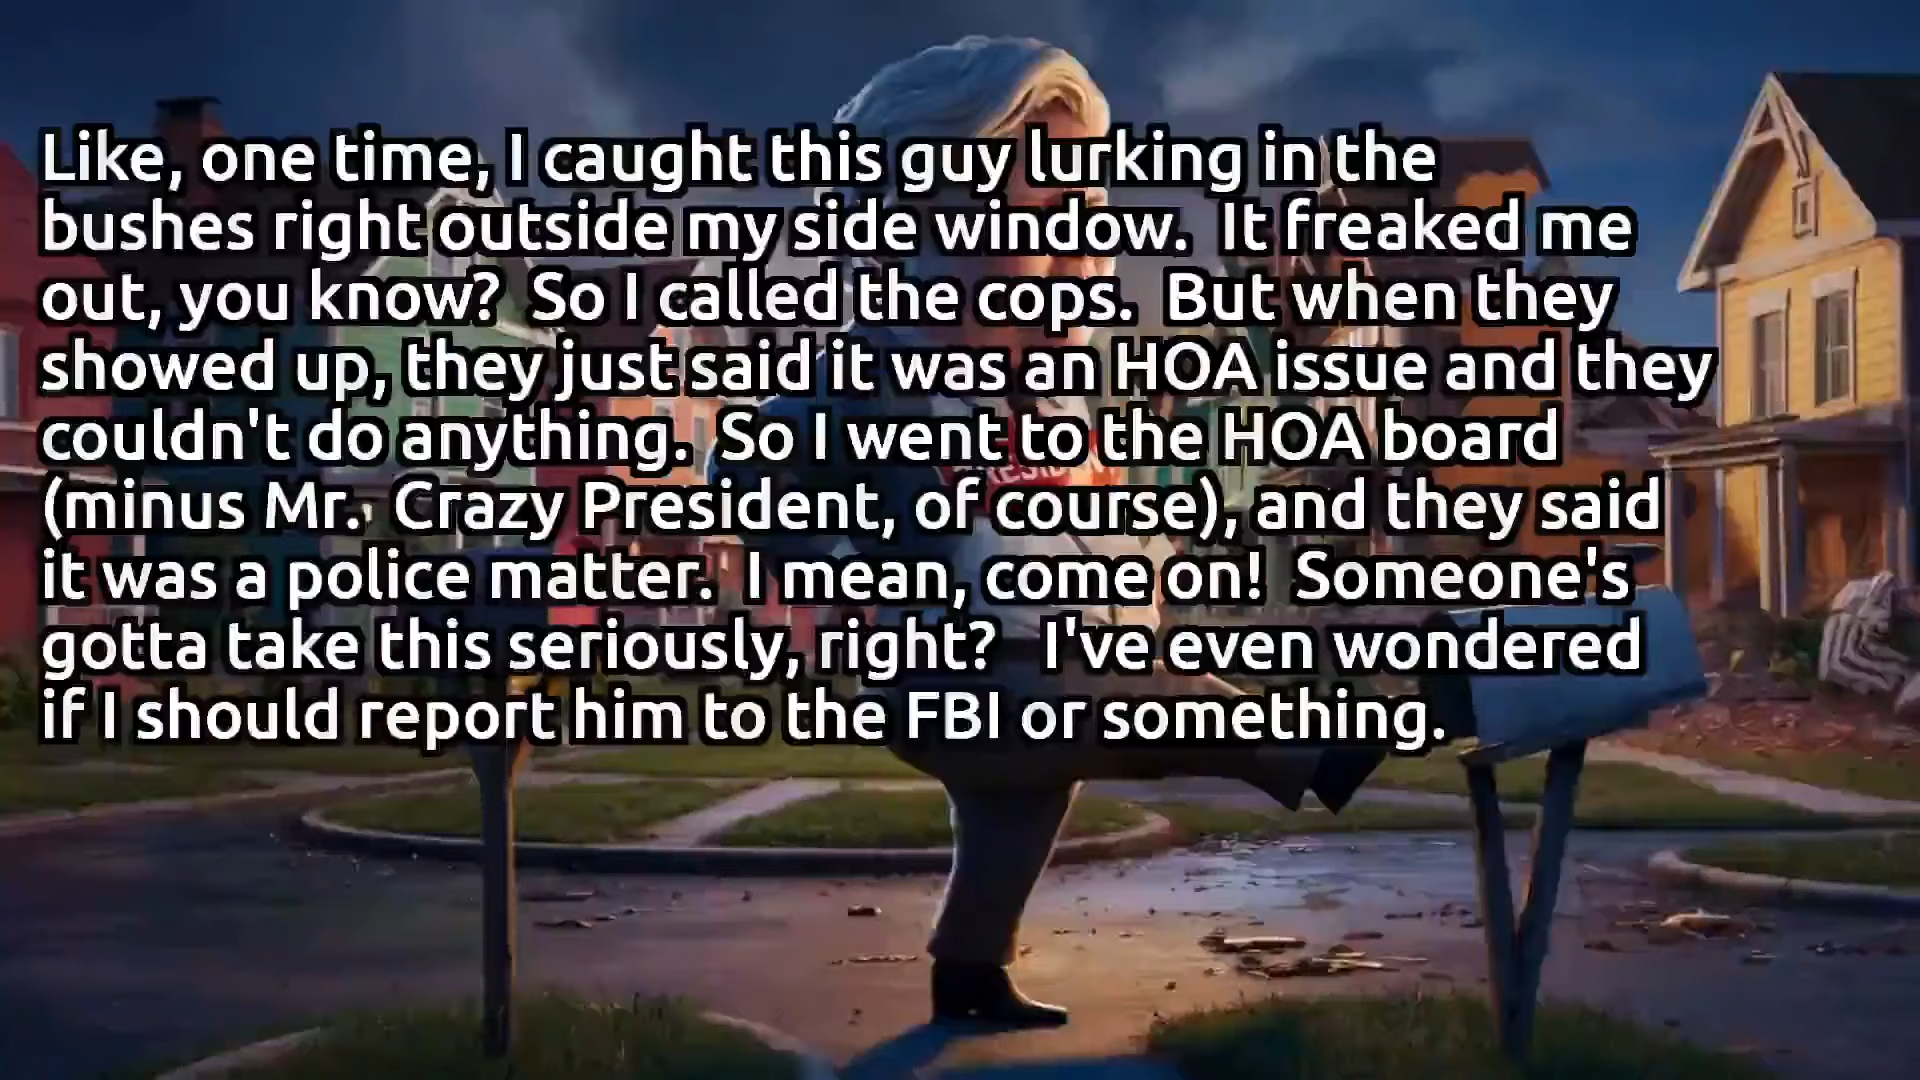 Like, one time, I caught this guy lurking in the
bushes right outside my side window.  It freaked me
out, you know?  So I called the cops.  But when they
showed up, they just said it was an HOA issue and they
couldn't do anything.  So I went to the HOA board
(minus Mr.  Crazy President, of course), and they said
it was a police matter.  I mean, come on!  Someone's
gotta take this seriously, right?   I've even wondered
if I should report him to the FBI or something.